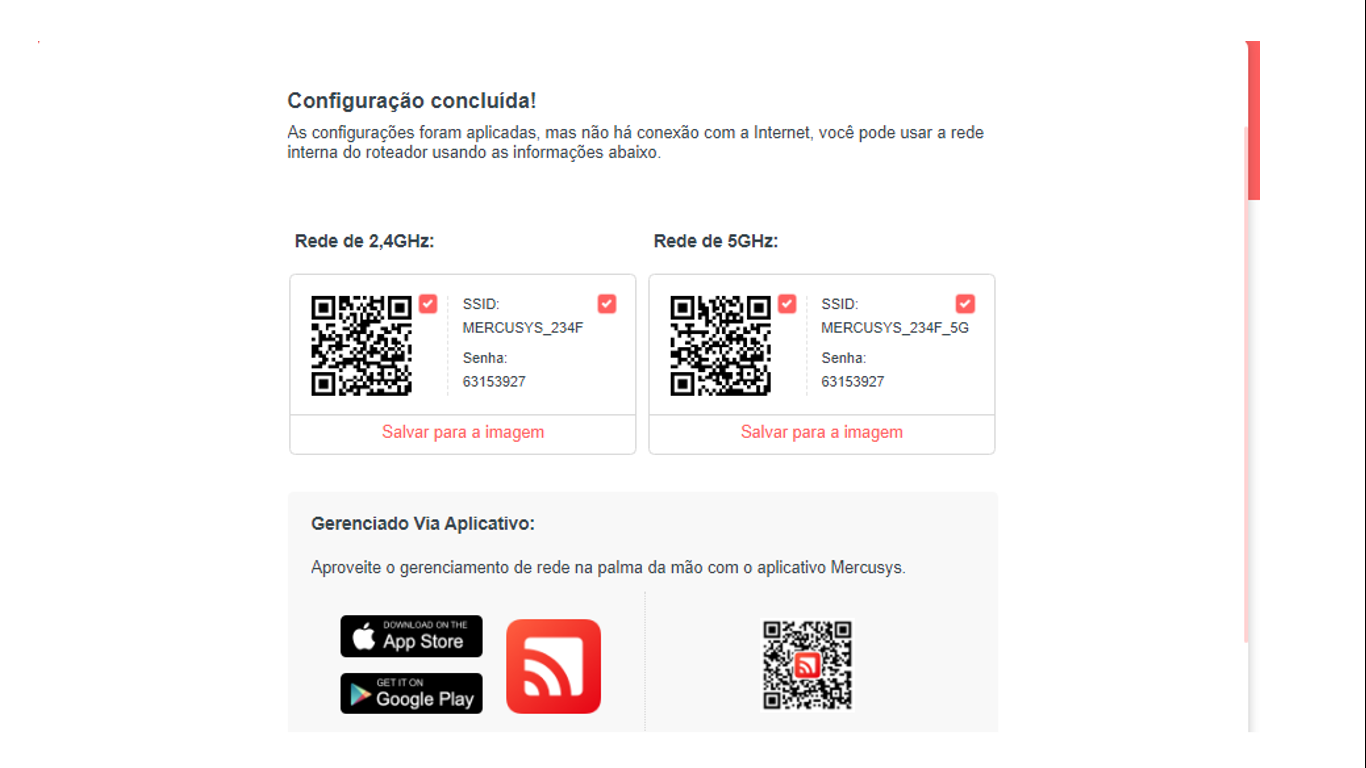 Configuração concluída!
As configurações foram aplicadas, mas não há conexão com a Internet, você pode usar a rede
interna do roteador usando as informações abaixo.
Rede de 2,4GHz:
SSID:
MERCUSYS_234F
Senha:
63153927
Salvar para a imagem
Rede de 5GHz:
SSID:
MERCUSYS_234F_5G
Senha:
63153927
Salvar para a imagem
Gerenciado Via Aplicativo:
Aproveite o gerenciamento de rede na palma da mão com o aplicativo Mercusys.
DOWNLOAD ON THE
App Store
GET IT ON
Google Play